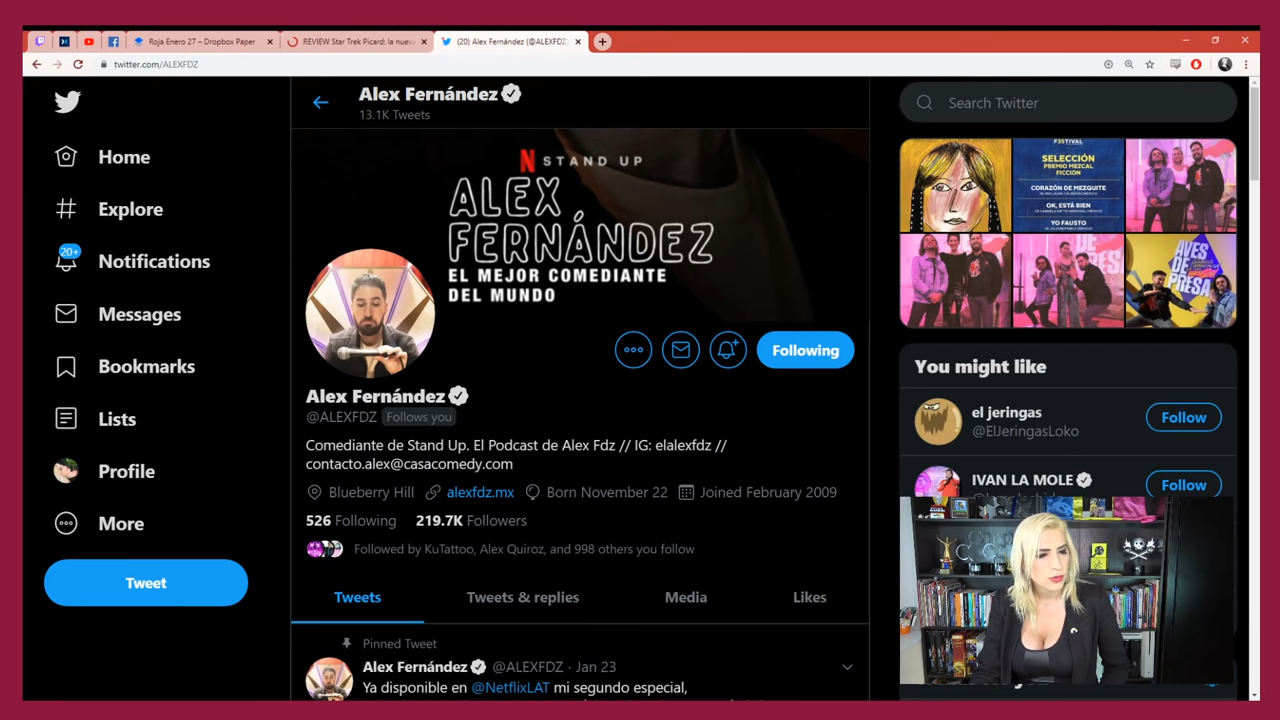 Roja Enero 27 – Dropbox Paper
REVIEW Star Trek Picard: la nuev
(20) Alex Fernández (@ALEXFDZ)
twitter.com/ALEXFDZ
Alex Fernández
13.1K Tweets
Search Twitter
Home
Explore
20+
Notifications
Messages
Bookmarks
Lists
Profile
More
Tweet
N STAND UP
ALEX
FERNÁNDEZ
EL MEJOR COMEDIANTE
DEL MUNDO
Following
Alex Fernández
@ALEXFDZ Follows you
Comediante de Stand Up. El Podcast de Alex Fdz // IG: elalexfdz //
contacto.alex@casacomedy.com
Blueberry Hill alexfdz.mx Born November 22 Joined February 2009
526 Following 219.7K Followers
Followed by KuTattoo, Alex Quiroz, and 998 others you follow
Tweets Tweets & replies Media Likes
Pinned Tweet
Alex Fernández @ALEXFDZ · Jan 23
Ya disponible en @NetflixLAT mi segundo especial,
SELECCIÓN
PREMIO MEZCAL
FICCIÓN
CORAZÓN DE MEZQUITE
OK, ESTÁ BIEN
YO FAUSTO
AVES
DE
PRESA
You might like
el jeringas
@ElJeringasLoko
Follow
IVAN LA MOLE
Follow